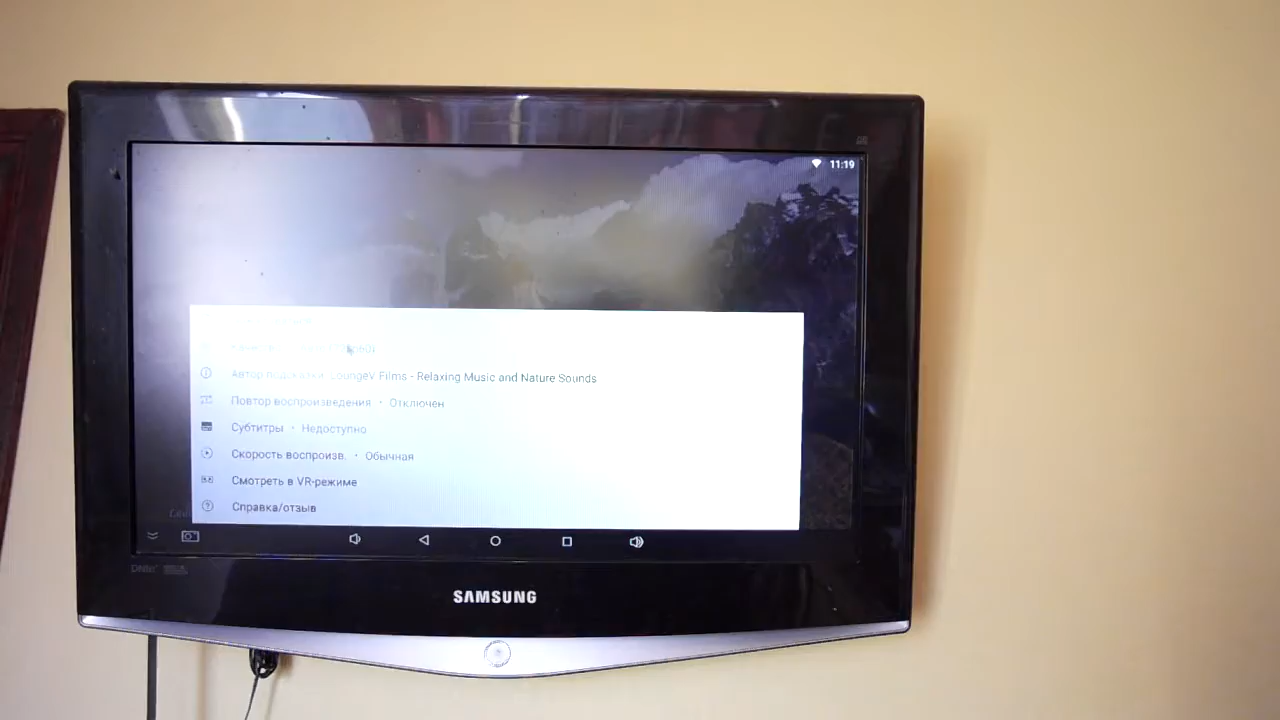 11:19
Автор подсказки: LoungeV Films - Relaxing Music and Nature Sounds
Повтор воспроизведения • Отключен
Субтитры • Недоступно
Скорость воспроизв. • Обычная
Смотреть в VR-режиме
Справка/отзыв
SAMSUNG